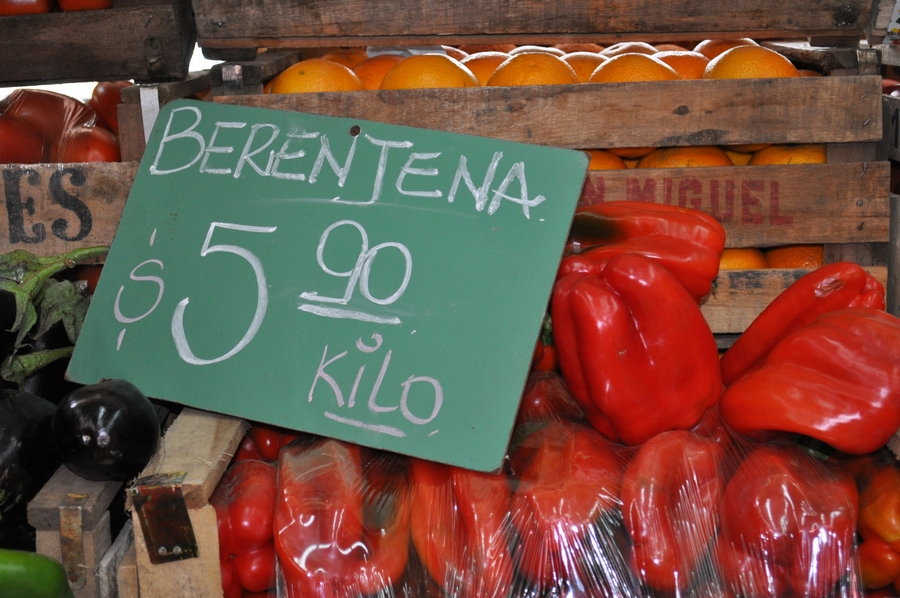 BERENJENA
$ 5 90
KiLO
ES
N MIGUEL